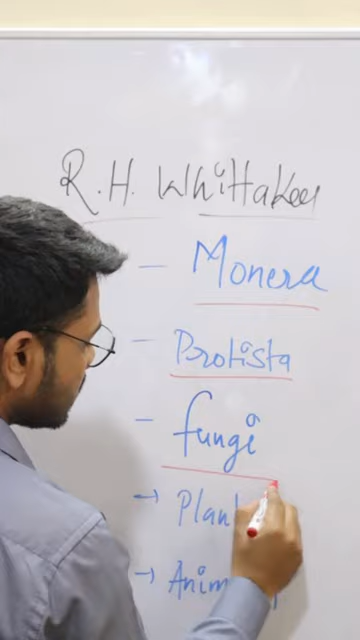 R.H. Whittaker
- Monera
- Protista
- fungi
→ Plan
→ Anim